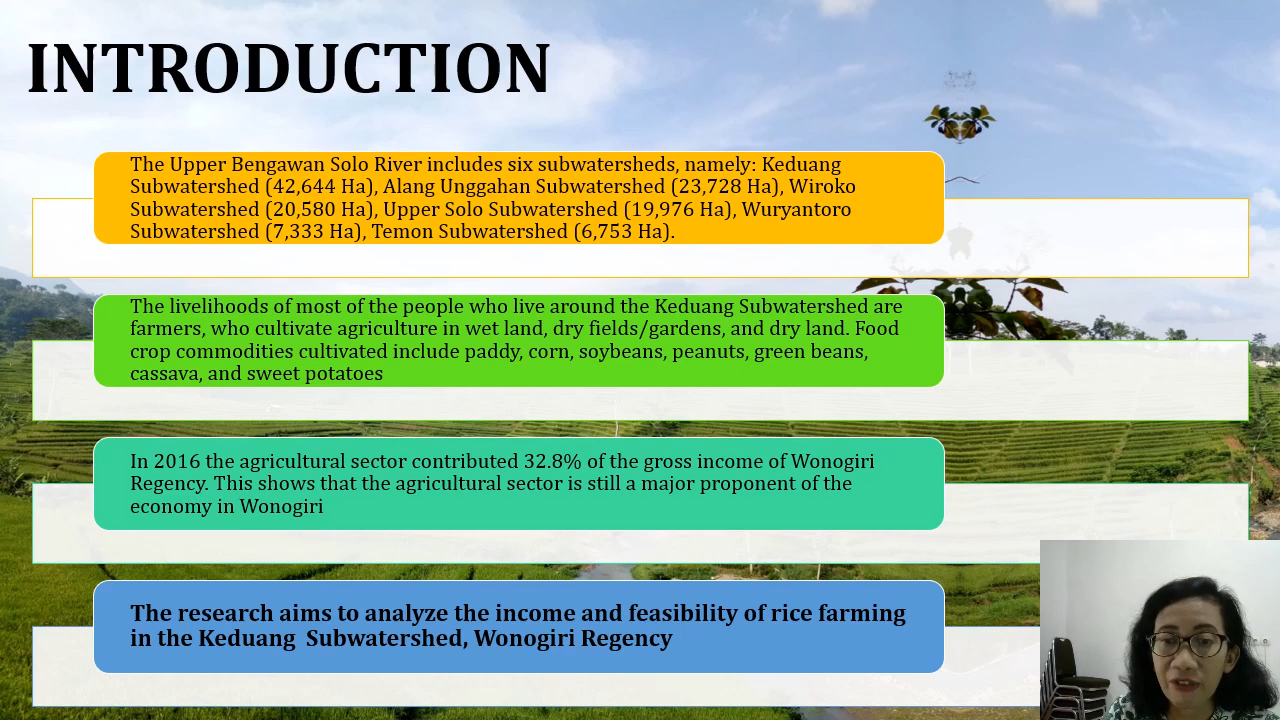 INTRODUCTION
The Upper Bengawan Solo River includes six subwatersheds, namely: Keduang
Subwatershed (42,644 Ha), Alang Unggahan Subwatershed (23,728 Ha), Wiroko
Subwatershed (20,580 Ha), Upper Solo Subwatershed (19,976 Ha), Wuryantoro
Subwatershed (7,333 Ha), Temon Subwatershed (6,753 Ha).
The livelihoods of most of the people who live around the Keduang Subwatershed are
farmers, who cultivate agriculture in wet land, dry fields/gardens, and dry land. Food
crop commodities cultivated include paddy, corn, soybeans, peanuts, green beans,
cassava, and sweet potatoes
In 2016 the agricultural sector contributed 32.8% of the gross income of Wonogiri
Regency. This shows that the agricultural sector is still a major proponent of the
economy in Wonogiri
The research aims to analyze the income and feasibility of rice farming
in the Keduang  Subwatershed, Wonogiri Regency